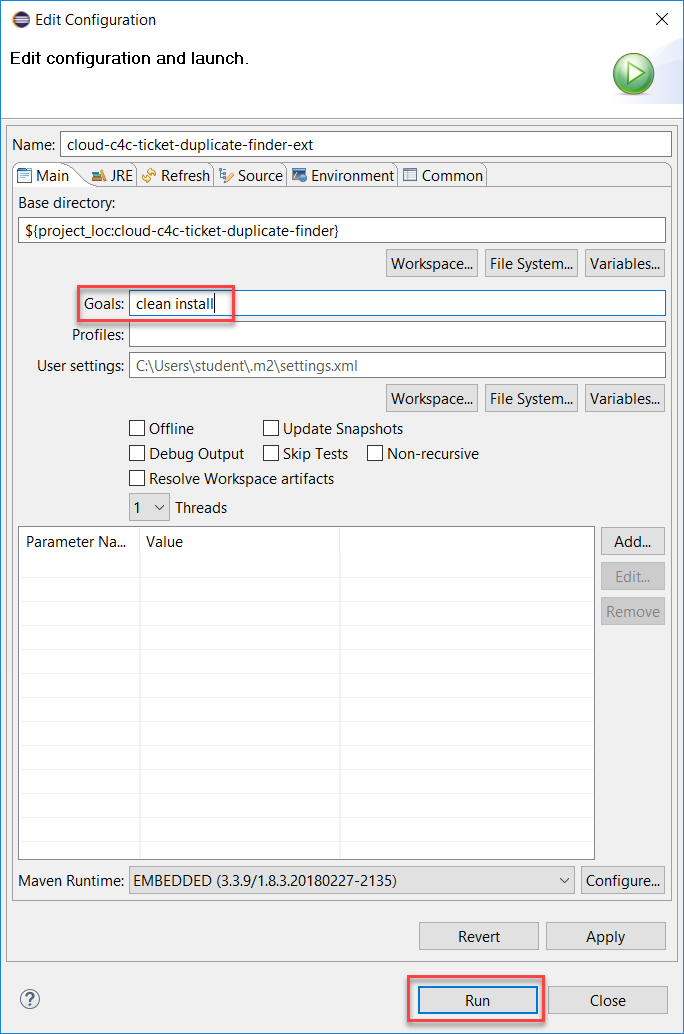 Edit Configuration
Edit configuration and launch.
Name: cloud-c4c-ticket-duplicate-finder-ext
Main JRE Refresh Source Environment Common
Base directory:
${project_loc:cloud-c4c-ticket-duplicate-finder}
Workspace... File System... Variables...
Goals: clean install
Profiles:
User settings: C:\Users\student\.m2\settings.xml
Workspace... File System... Variables...
Offline Update Snapshots
Debug Output Skip Tests Non-recursive
Resolve Workspace artifacts
1 Threads
Parameter Na... Value Add...
Edit...
Remove
Maven Runtime: EMBEDDED (3.3.9/1.8.3.20180227-2135) Configure...
Revert Apply
? Run Close